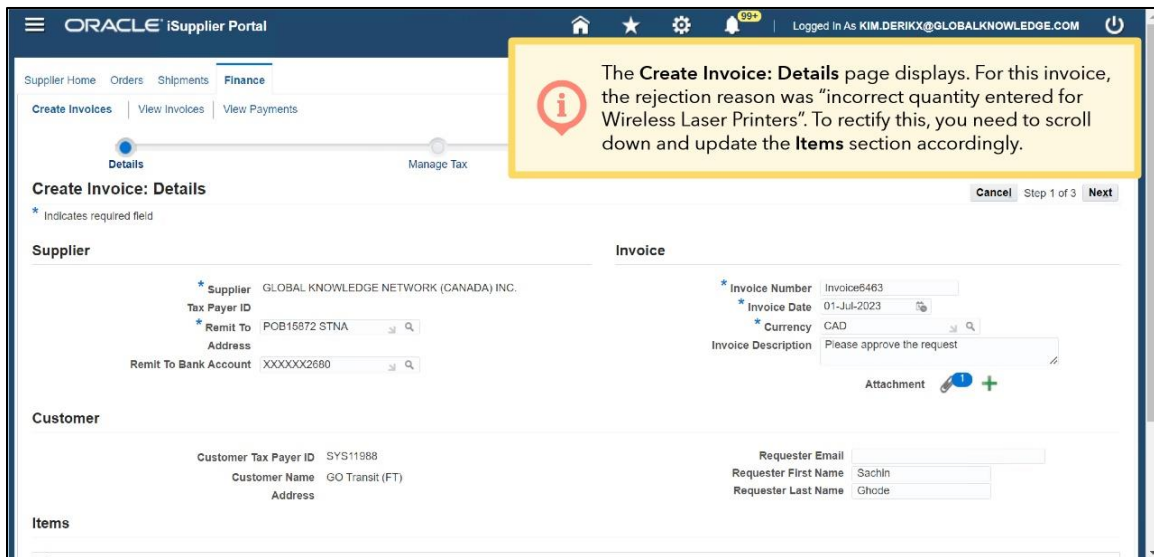 ORACLE iSupplier Portal
99+
Logged In As KIM.DERIKX@GLOBALKNOWLEDGE.COM
Supplier Home Orders Shipments Finance
Create Invoices View Invoices View Payments
The Create Invoice: Details page displays. For this invoice,
the rejection reason was “incorrect quantity entered for
Wireless Laser Printers”. To rectify this, you need to scroll
down and update the Items section accordingly.
Details
Manage Tax
Create Invoice: Details
Cancel Step 1 of 3 Next
* Indicates required field
Supplier
* Supplier GLOBAL KNOWLEDGE NETWORK (CANADA) INC.
Tax Payer ID
* Remit To POB15872 STNA
Address
Remit To Bank Account XXXXXX2680
Invoice
* Invoice Number Invoice6463
* Invoice Date 01-Jul-2023
* Currency CAD
Invoice Description Please approve the request
Attachment 1
Customer
Customer Tax Payer ID SYS11988
Customer Name GO Transit (FT)
Address
Requester Email
Requester First Name Sachin
Requester Last Name Ghode
Items